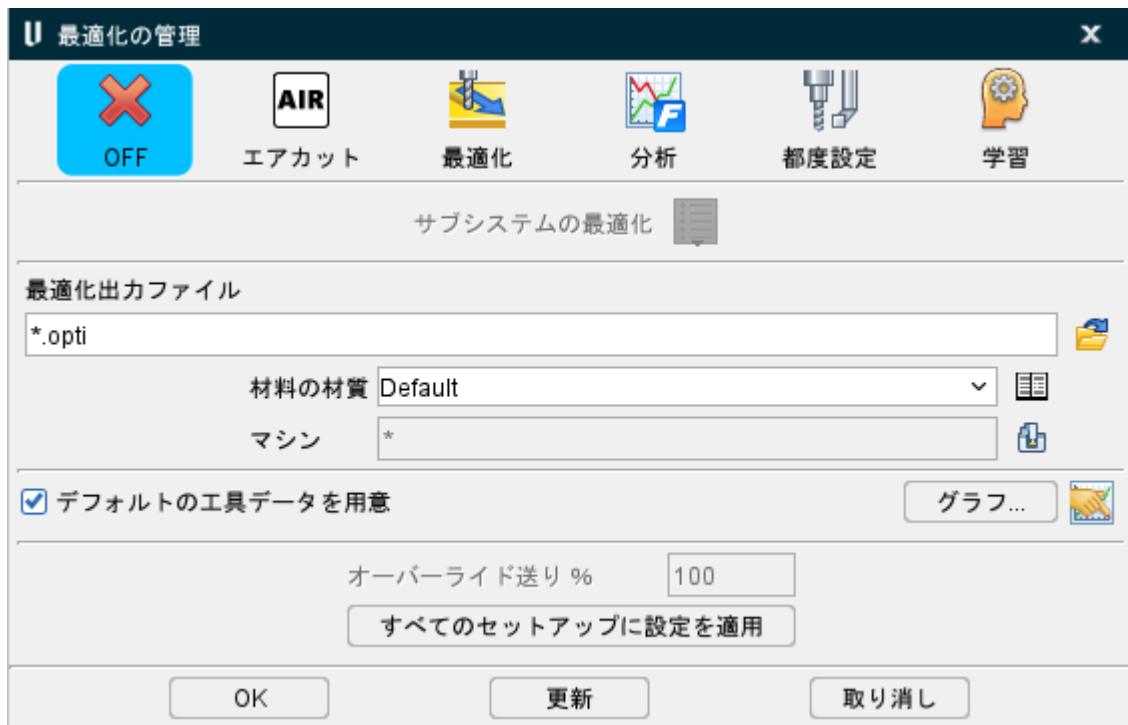 最適化の管理
OFF エアカット 最適化 分析 都度設定 学習
AIR
F
サブシステムの最適化
最適化出力ファイル
*.opti
材料の材質 Default
マシン *
デフォルトの工具データを用意 グラフ...
オーバーライド送り % 100
すべてのセットアップに設定を適用
OK 更新 取り消し